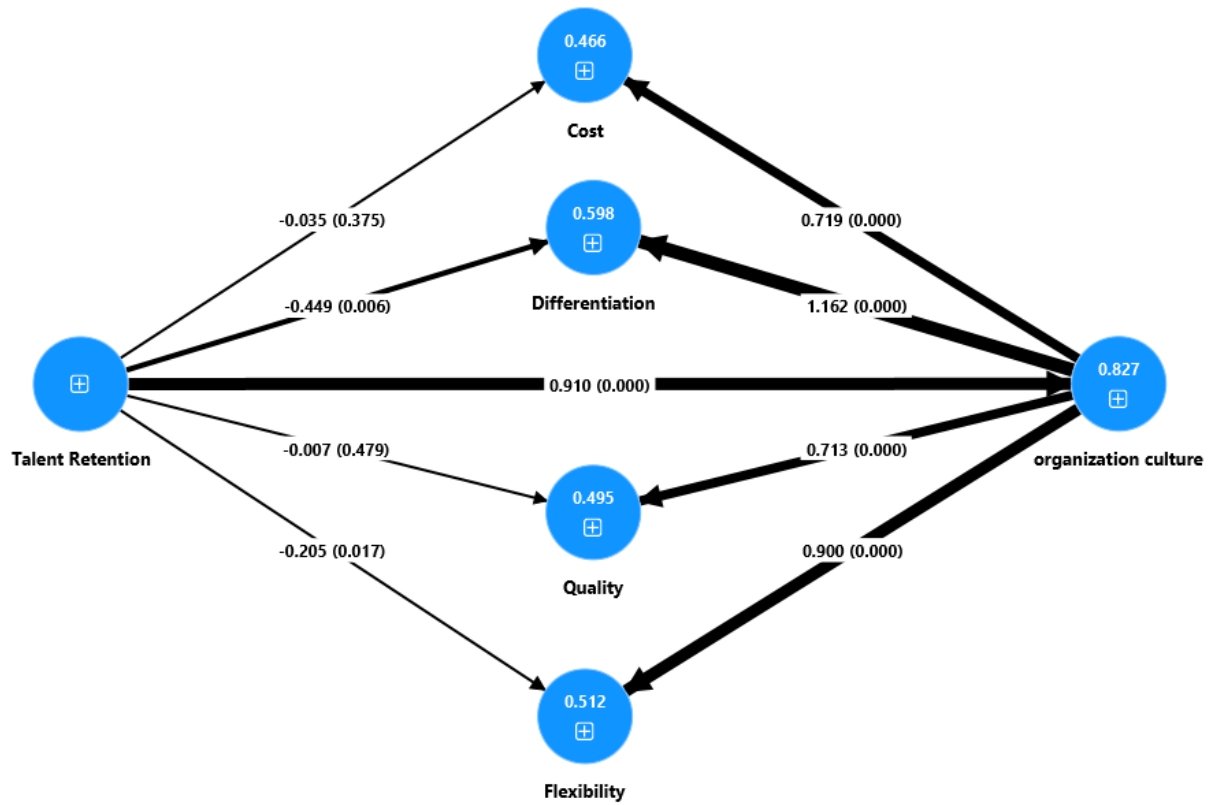 0.466
Cost
-0.035 (0.375)
0.719 (0.000)
0.598
Differentiation
-0.449 (0.006)
1.162 (0.000)
Talent Retention
0.910 (0.000)
0.827
organization culture
-0.007 (0.479)
0.713 (0.000)
0.495
Quality
-0.205 (0.017)
0.900 (0.000)
0.512
Flexibility